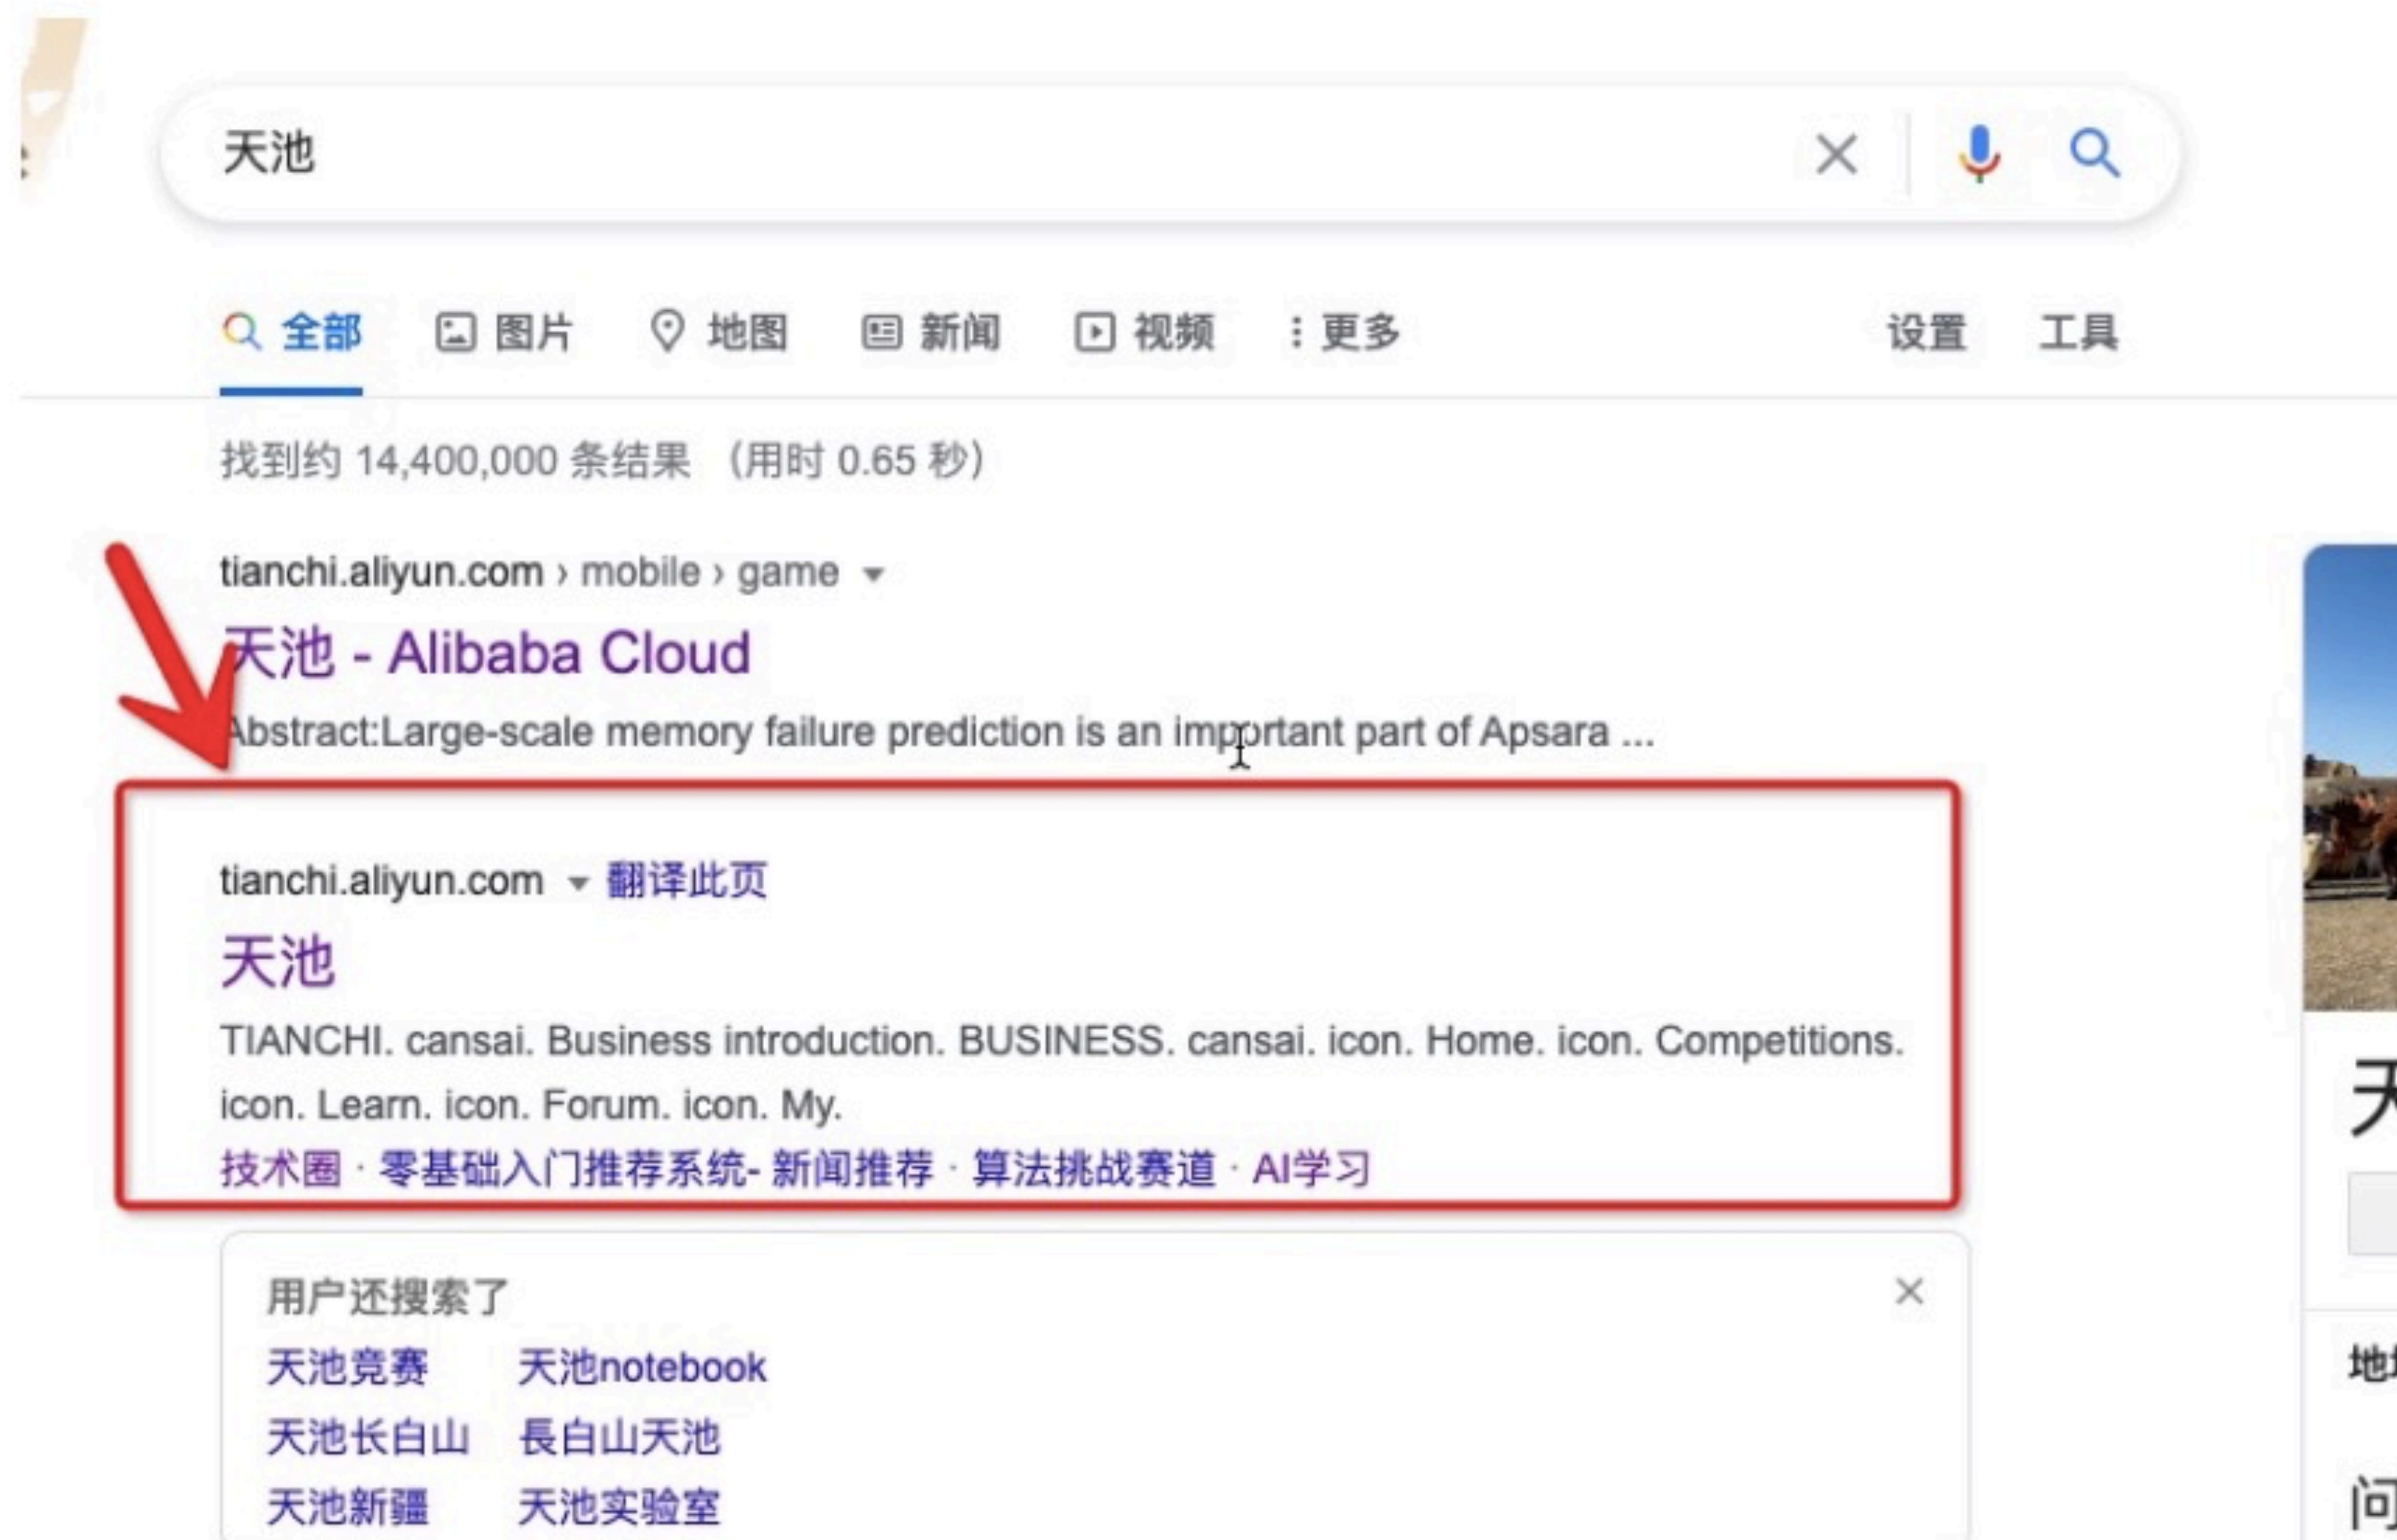 天池
全部 图片 地图 新闻 视频 更多 设置 工具
找到约 14,400,000 条结果 （用时 0.65 秒）
tianchi.aliyun.com › mobile › game
天池 - Alibaba Cloud
Abstract:Large-scale memory failure prediction is an important part of Apsara ...
tianchi.aliyun.com 翻译此页
天池
TIANCHI. cansai. Business introduction. BUSINESS. cansai. icon. Home. icon. Competitions.
icon. Learn. icon. Forum. icon. My.
技术圈 · 零基础入门推荐系统- 新闻推荐 · 算法挑战赛道 · AI学习
用户还搜索了
天池竞赛 天池notebook
天池长白山 長白山天池
天池新疆 天池实验室
天
地
问